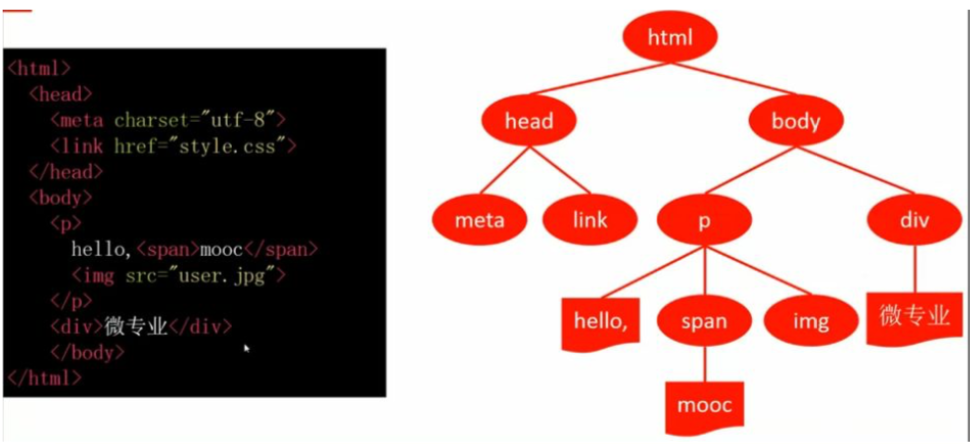 <html>
<head>
<meta charset="utf-8">
<link href="style.css">
</head>
<body>
<p>
hello,<span>mooc</span>
<img src="user.jpg">
</p>
<div>微专业</div>
</body>
</html>
html
head
body
meta
link
p
div
hello,
span
img
微专业
mooc